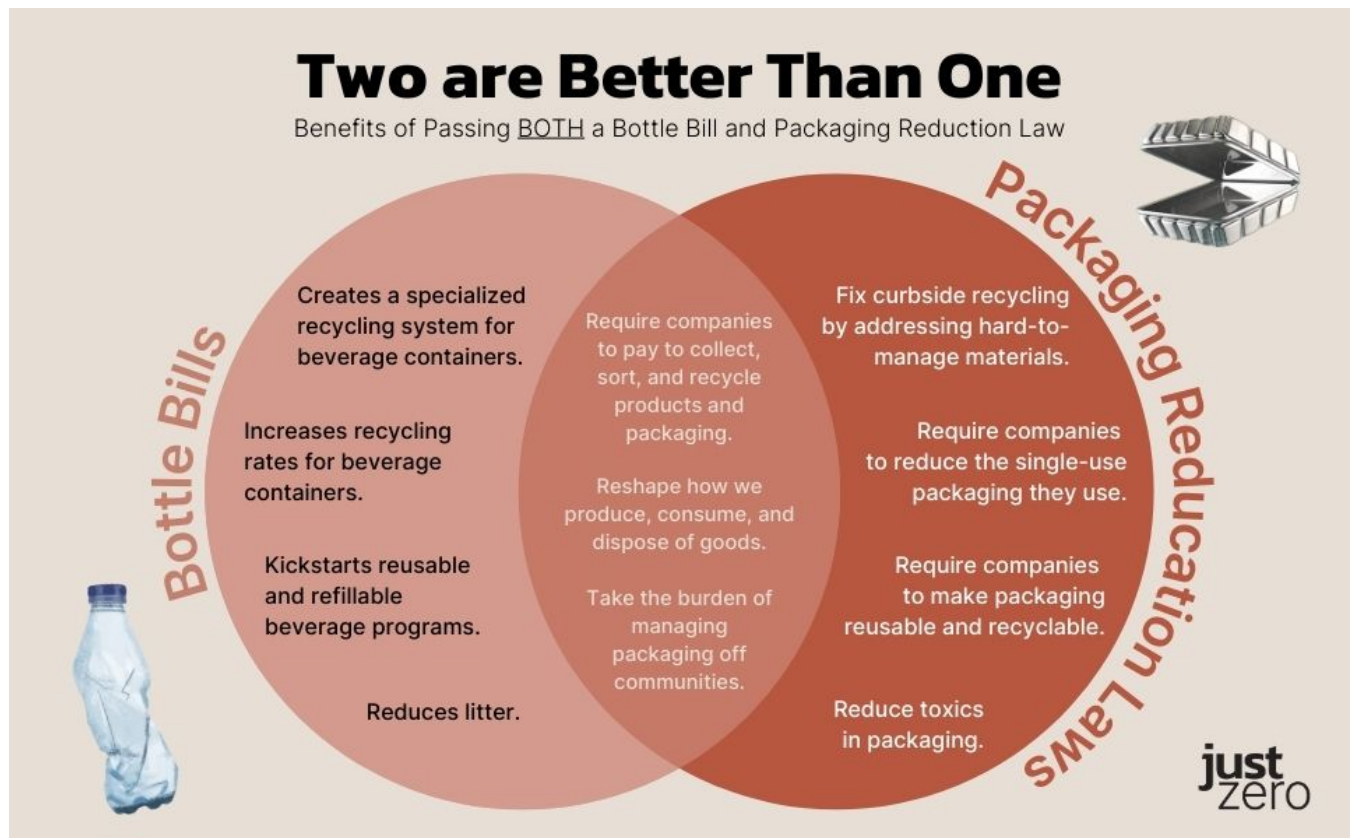 Two are Better Than One
Benefits of Passing BOTH a Bottle Bill and Packaging Reduction Law
Bottle Bills
Creates a specialized
recycling system for
beverage containers.
Increases recycling
rates for beverage
containers.
Kickstarts reusable
and refillable
beverage programs.
Reduces litter.
Require companies
to pay to collect,
sort, and recycle
products and
packaging.
Reshape how we
produce, consume, and
dispose of goods.
Take the burden of
managing
packaging off
communities.
Packaging Reducation Laws
Fix curbside recycling
by addressing hard-to-
manage materials.
Require companies
to reduce the single-use
packaging they use.
Require companies
to make packaging
reusable and recyclable.
Reduce toxics
in packaging.
just
zero